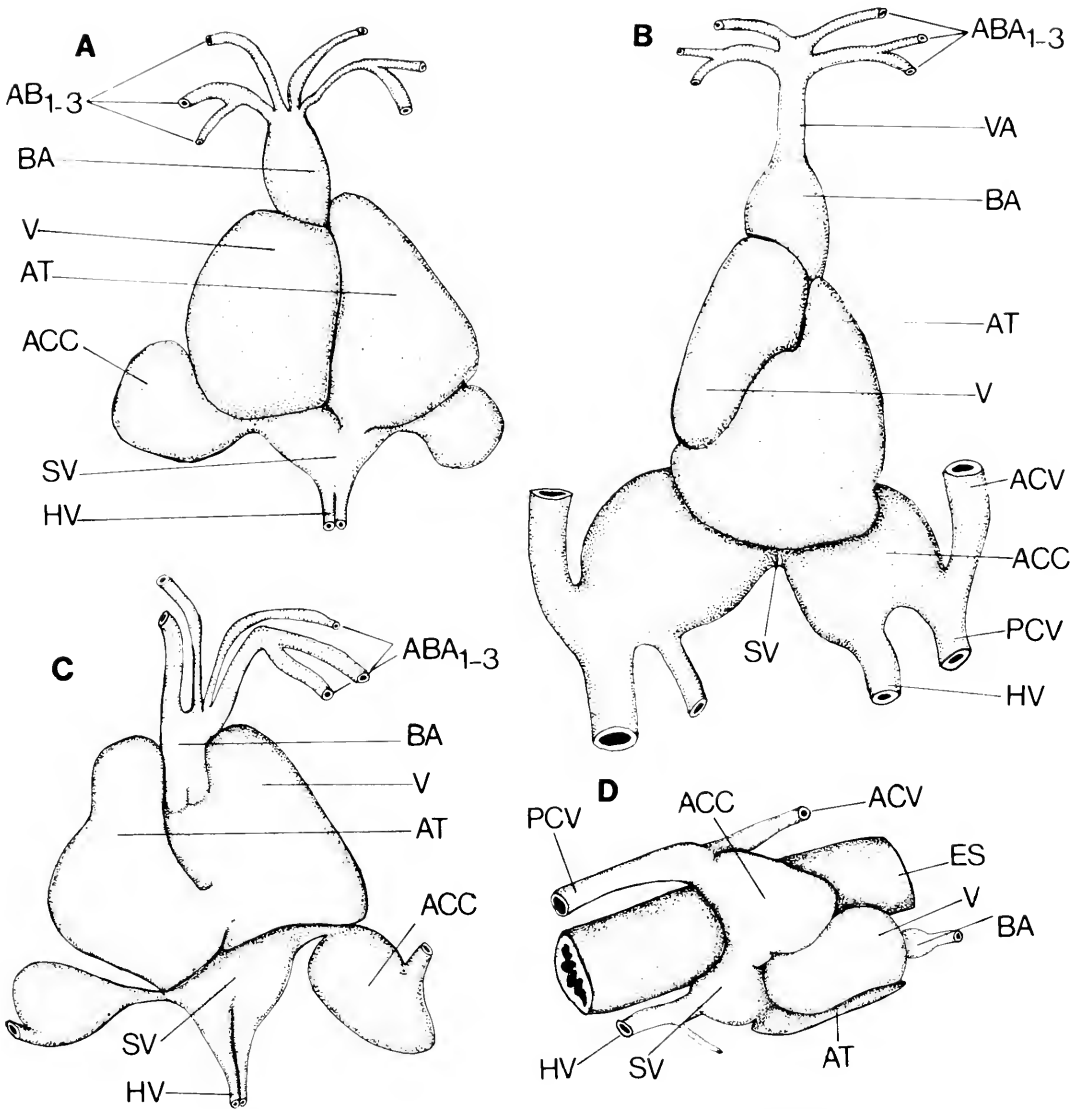 A
AB1-3
BA
V
AT
ACC
SV
HV
B
ABA1-3
VA
BA
AT
V
ACV
ACC
PCV
SV
HV
C
ABA1-3
BA
V
AT
ACC
SV
HV
D
PCV
ACC
ACV
ES
V
BA
AT
SV
HV